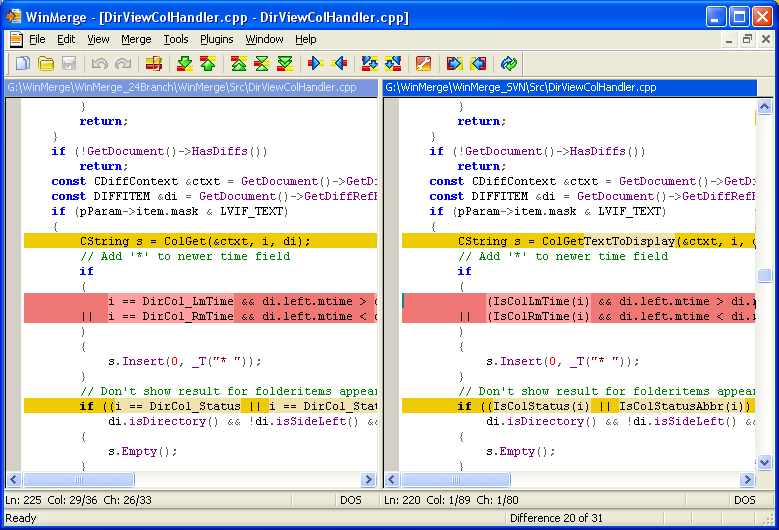 WinMerge - [DirViewColHandler.cpp - DirViewColHandler.cpp]
File Edit View Merge Tools Plugins Window Help
G:\WinMerge\WinMerge_24Branch\WinMerge\Src\DirViewColHandler.cpp
}
return;
}
if (!GetDocument()->HasDiffs())
return;
const CDiffContext &ctxt = GetDocument()->GetDi
const DIFFITEM &di = GetDocument()->GetDiffRefF
if (pParam->item.mask & LVIF_TEXT)
{
CString s = ColGet(&ctxt, i, di);
// Add '*' to newer time field
if
(
i == DirCol_LmTime && di.left.mtime >
|| i == DirCol_RmTime && di.left.mtime <
)
{
s.Insert(0, _T("* "));
}
// Don't show result for folderitems appear
if ((i == DirCol_Status || i == DirCol_Stat
di.isDirectory() && !di.isSideLeft() &&
{
s.Empty();
}
G:\WinMerge\WinMerge_SVN\Src\DirViewColHandler.cpp
}
return;
}
if (!GetDocument()->HasDiffs())
return;
const CDiffContext &ctxt = GetDocument()->GetDi
const DIFFITEM &di = GetDocument()->GetDiffRefF
if (pParam->item.mask & LVIF_TEXT)
{
CString s = ColGetTextToDisplay(&ctxt, i,
// Add '*' to newer time field
if
(
(IsColLmTime(i) && di.left.mtime > di.
|| (IsColRmTime(i) && di.left.mtime < di.
)
{
s.Insert(0, _T("* "));
}
// Don't show result for folderitems appear
if ((IsColStatus(i) || IsColStatusAbbr(i))
di.isDirectory() && !di.isSideLeft() &&
{
s.Empty();
}
Ln: 225 Col: 29/36 Ch: 26/33 DOS
Ln: 220 Col: 1/89 Ch: 1/80 DOS
Ready Difference 20 of 31